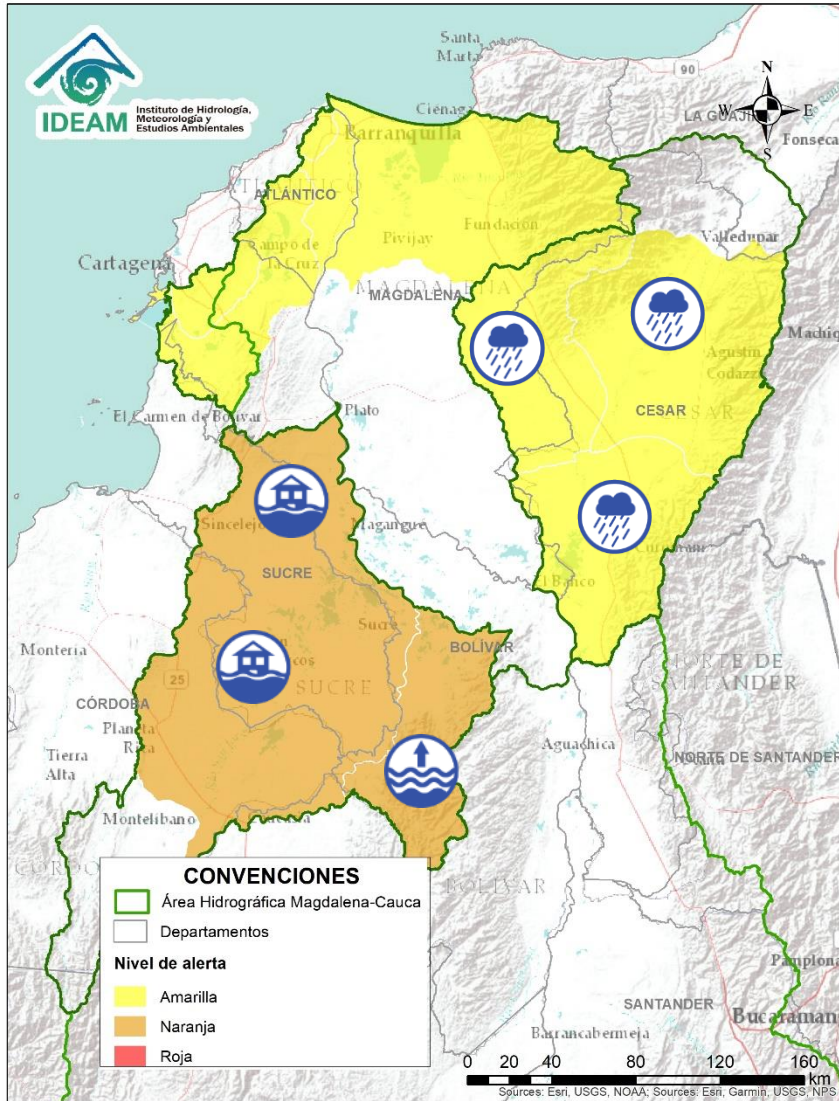 IDEAM
Instituto de Hidrología,
Meteorología y
Estudios Ambientales
Santa
Marta
90
N
W
E
S
LA GUAJI
Fonseca
Ciénaga
Barranquilla
ATLÁNTICO
Fundación
Pivijay
Valledupar
Cartagena
Campo de
la Cruz
MAGDALENA
MAGDALENA
Agustín
Codazzi
CESAR
El Carmen de Bolívar
Plato
Sincelejo
Magangué
SUCRE
El Banco
Sucre
BOLÍVAR
Montería
25
SUCRE
NORTE DE
SANTANDER
CÓRDOBA
Planeta
Rica
Tierra
Alta
Aguachica
NORTE DE SANTANDER
Montelíbano
BOLÍVAR
CONVENCIONES
Área Hidrográfica Magdalena-Cauca
Departamentos
Nivel de alerta
Amarilla
Naranja
Roja
Pamplona
SANTANDER
Bucaraman
Barrancabermeja
0 20 40 80 120 160
km
Sources: Esri, USGS, NOAA; Sources: Esri, Garmin, USGS, NPS